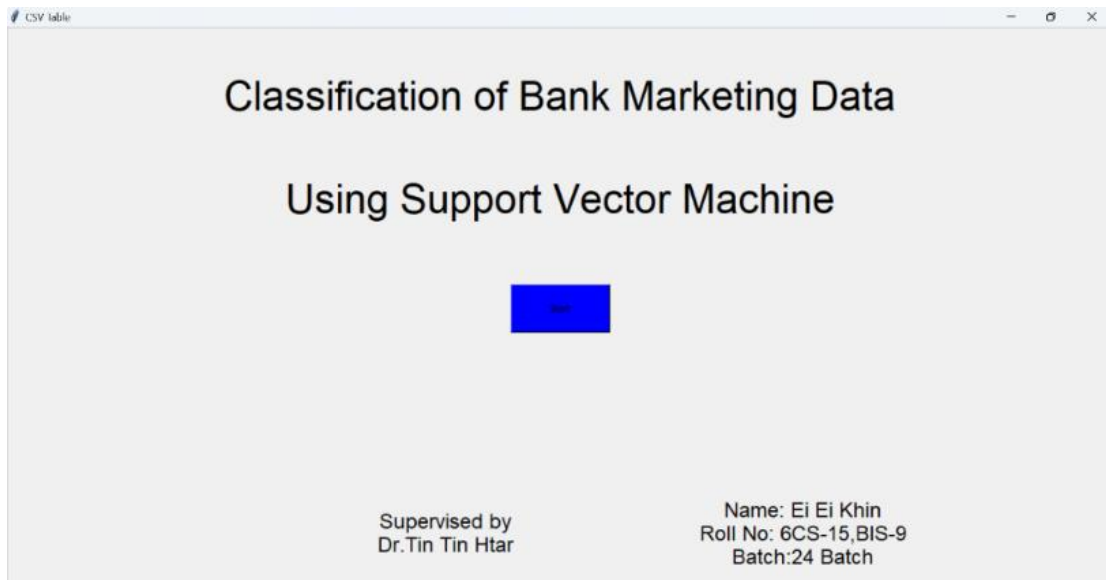 CSV Table
Classification of Bank Marketing Data
Using Support Vector Machine
Supervised by
Dr.Tin Tin Htar
Name: Ei Ei Khin
Roll No: 6CS-15,BIS-9
Batch:24 Batch